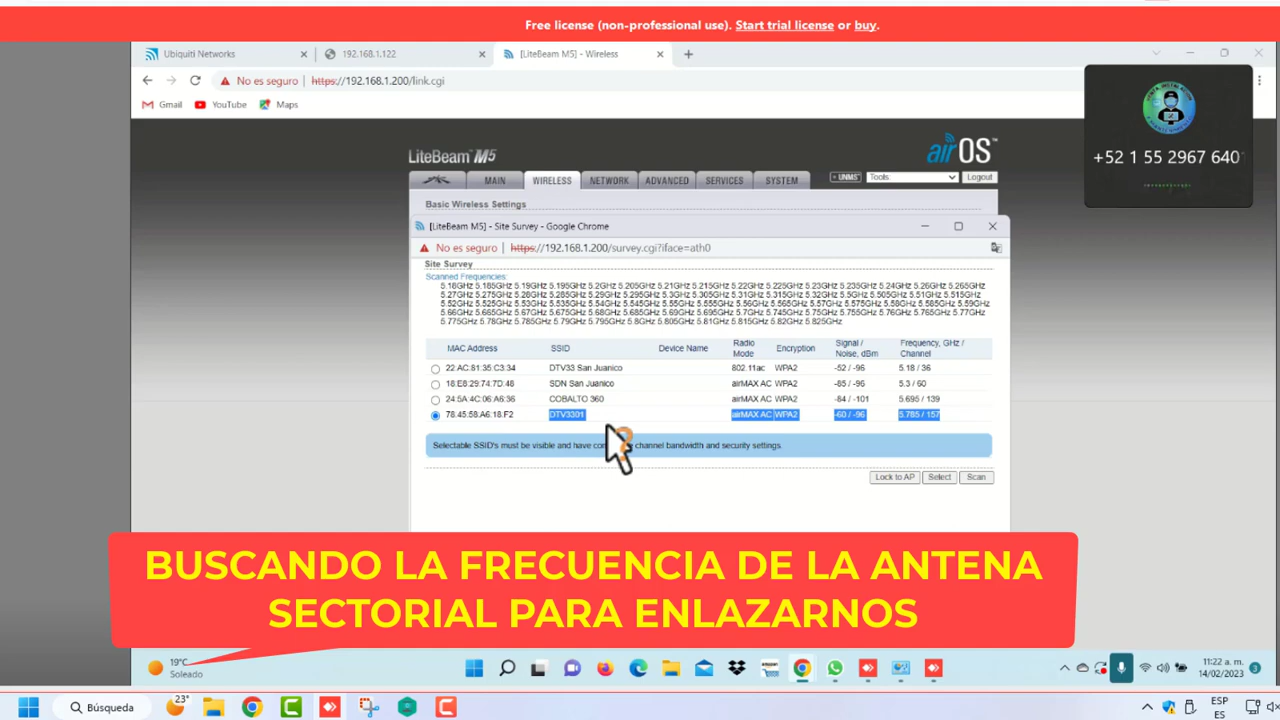 Free license (non-professional use). Start trial license or buy.
Ubiquiti Networks
192.168.1.122
[LiteBeam M5] - Wireless
No es seguro
https://192.168.1.200/link.cgi
Gmail YouTube Maps
+52 1 55 2967 640
LiteBeam M5
airOS™
MAIN WIRELESS NETWORK ADVANCED SERVICES SYSTEM UNMS Tools Logout
Basic Wireless Settings
[LiteBeam M5] - Site Survey - Google Chrome
No es seguro | https://192.168.1.200/survey.cgi?iface=ath0
Site Survey
Scanned Frequencies:
5.18GHz 5.185GHz 5.19GHz 5.195GHz 5.2GHz 5.205GHz 5.21GHz 5.215GHz 5.22GHz 5.225GHz 5.23GHz 5.235GHz 5.24GHz 5.26GHz 5.265GHz
5.27GHz 5.275GHz 5.28GHz 5.285GHz 5.29GHz 5.295GHz 5.3GHz 5.305GHz 5.31GHz 5.315GHz 5.32GHz 5.5GHz 5.505GHz 5.51GHz 5.515GHz
5.52GHz 5.525GHz 5.53GHz 5.535GHz 5.54GHz 5.545GHz 5.55GHz 5.555GHz 5.56GHz 5.565GHz 5.57GHz 5.575GHz 5.58GHz 5.585GHz 5.59GHz
5.66GHz 5.665GHz 5.67GHz 5.675GHz 5.68GHz 5.685GHz 5.69GHz 5.695GHz 5.7GHz 5.745GHz 5.75GHz 5.755GHz 5.76GHz 5.765GHz 5.77GHz
5.775GHz 5.78GHz 5.785GHz 5.79GHz 5.795GHz 5.8GHz 5.805GHz 5.81GHz 5.815GHz 5.82GHz 5.825GHz
MAC Address SSID Device Name Radio Mode Encryption Signal / Noise, dBm Frequency, GHz / Channel
22:AC:81:35:C3:34 DTV33 San Juanico 802.11ac WPA2 -52 / -96 5.18 / 36
18:E8:29:74:7D:48 SDN San Juanico airMAX AC WPA2 -85 / -96 5.3 / 60
24:5A:4C:06:A6:36 COBALTO 360 airMAX AC WPA2 -84 / -101 5.695 / 139
78:45:58:A6:18:F2 DTV3301 airMAX AC WPA2 -60 / -96 5.785 / 157
Selectable SSID's must be visible and have channel bandwidth and security settings.
Lock to AP Select Scan
BUSCANDO LA FRECUENCIA DE LA ANTENA
SECTORIAL PARA ENLAZARNOS
19°C
Soleado
11:22 a. m.
14/02/2023
3
Búsqueda
23°
ESP
ES